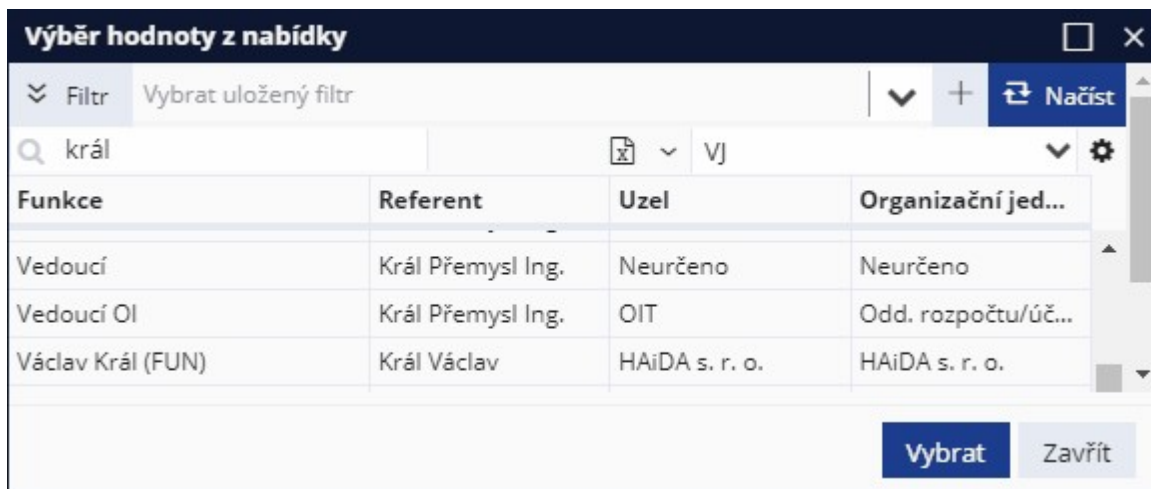 Výběr hodnoty z nabídky
Filtr Vybrat uložený filtr Načíst
král VJ
Funkce Referent Uzel Organizační jed...
Vedoucí Král Přemysl Ing. Neurčeno Neurčeno
Vedoucí OI Král Přemysl Ing. OIT Odd. rozpočtu/úč...
Václav Král (FUN) Král Václav HAiDA s. r. o. HAiDA s. r. o.
Vybrat Zavřít